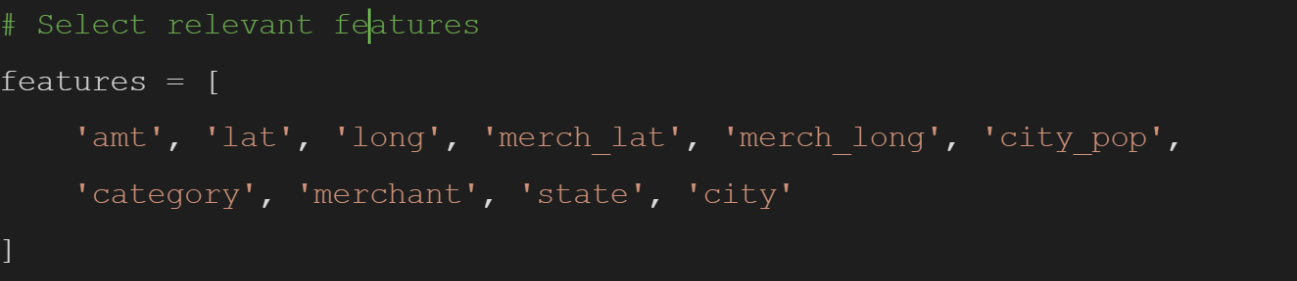 # Select relevant features
features = [
    'amt', 'lat', 'long', 'merch_lat', 'merch_long', 'city_pop',
    'category', 'merchant', 'state', 'city'
]